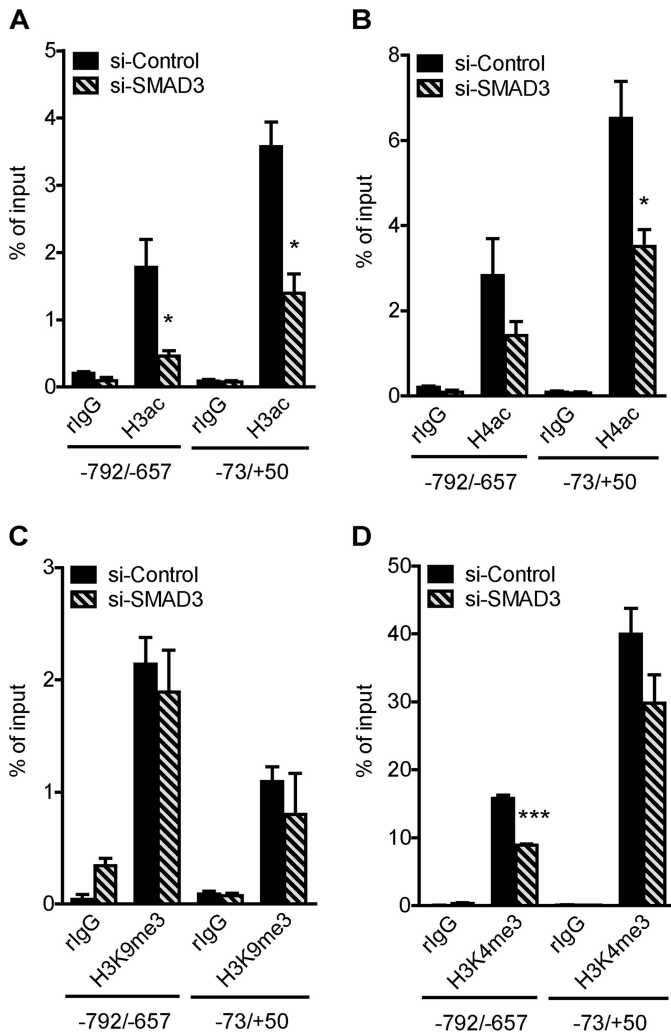 A
5
4
3
2
1
0
% of input
si-Control
si-SMAD3
*
*
rIgG
H3ac
rIgG
H3ac
-792/-657
-73/+50
B
8
6
4
2
0
% of input
si-Control
si-SMAD3
*
rIgG
H4ac
rIgG
H4ac
-792/-657
-73/+50
C
3
2
1
0
% of input
si-Control
si-SMAD3
rIgG
H3K9me3
rIgG
H3K9me3
-792/-657
-73/+50
D
50
40
30
20
10
0
% of input
si-Control
si-SMAD3
***
rIgG
H3K4me3
rIgG
H3K4me3
-792/-657
-73/+50